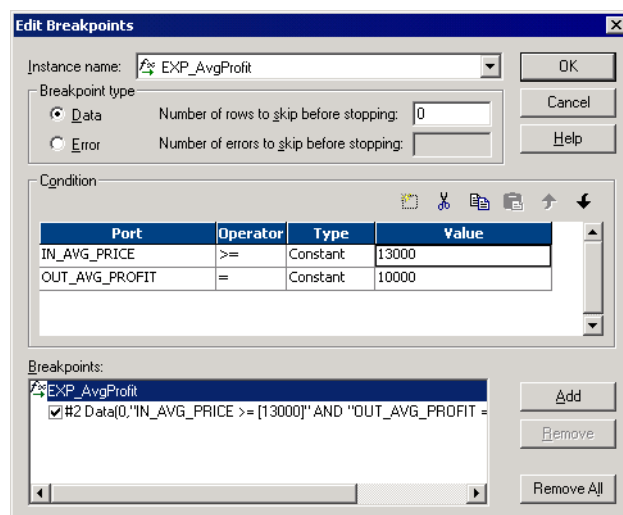 Edit Breakpoints
Instance name: EXP_AvgProfit
OK
Breakpoint type
Data
Number of rows to skip before stopping: 0
Cancel
Error
Number of errors to skip before stopping:
Help
Condition
Port Operator Type Value
IN_AVG_PRICE >= Constant 13000
OUT_AVG_PROFIT = Constant 10000
Breakpoints:
EXP_AvgProfit
#2 Data(0,"IN_AVG_PRICE >= [13000]" AND "OUT_AVG_PROFIT =
Add
Remove
Remove All